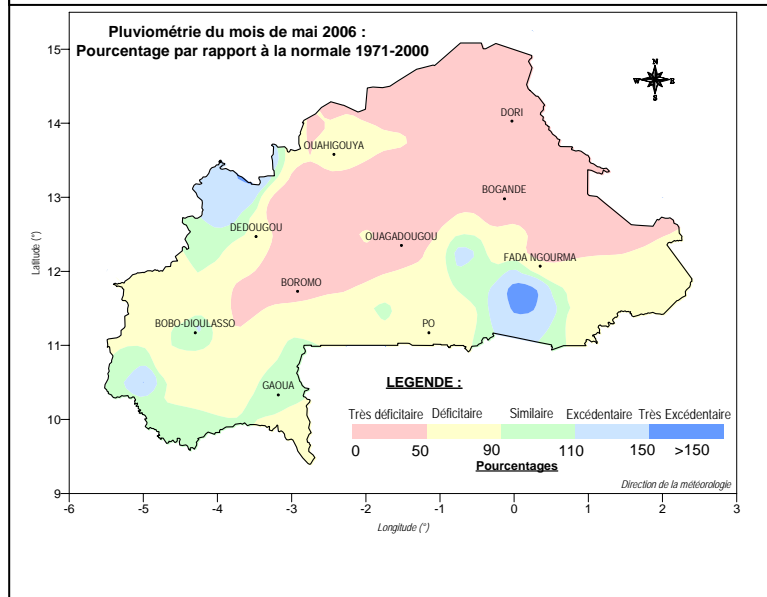 Pluviométrie du mois de mai 2006 :
Pourcentage par rapport à la normale 1971-2000
N
W E
S
15
14
13
12
11
10
9
Latitude (°)
DORI
OUAHIGOUYA
BOGANDE
DEDOUGOU
OUAGADOUGOU
FADA NGOURMA
BOROMO
BOBO-DIOULASSO
PO
GAOUA
LEGENDE :
Très déficitaire Déficitaire Similaire Excédentaire Très Excédentaire
0 50 90 110 150 >150
Pourcentages
Direction de la météorologie
-6 -5 -4 -3 -2 -1 0 1 2 3
Longitude (°)